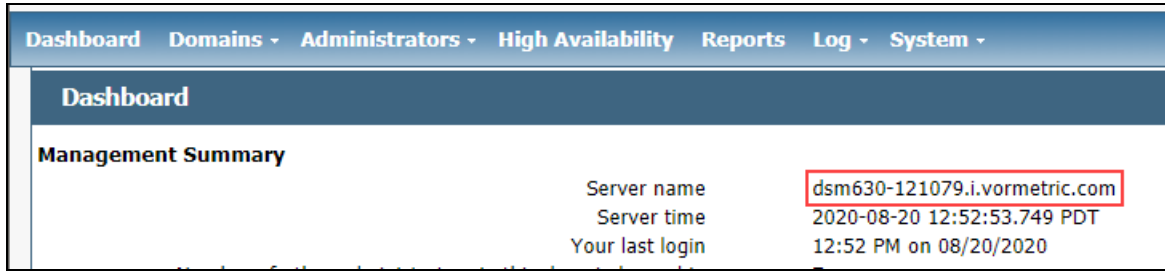 Dashboard Domains Administrators High Availability Reports Log System
Dashboard
Management Summary
Server name dsm630-121079.i.vormetric.com
Server time 2020-08-20 12:52:53.749 PDT
Your last login 12:52 PM on 08/20/2020